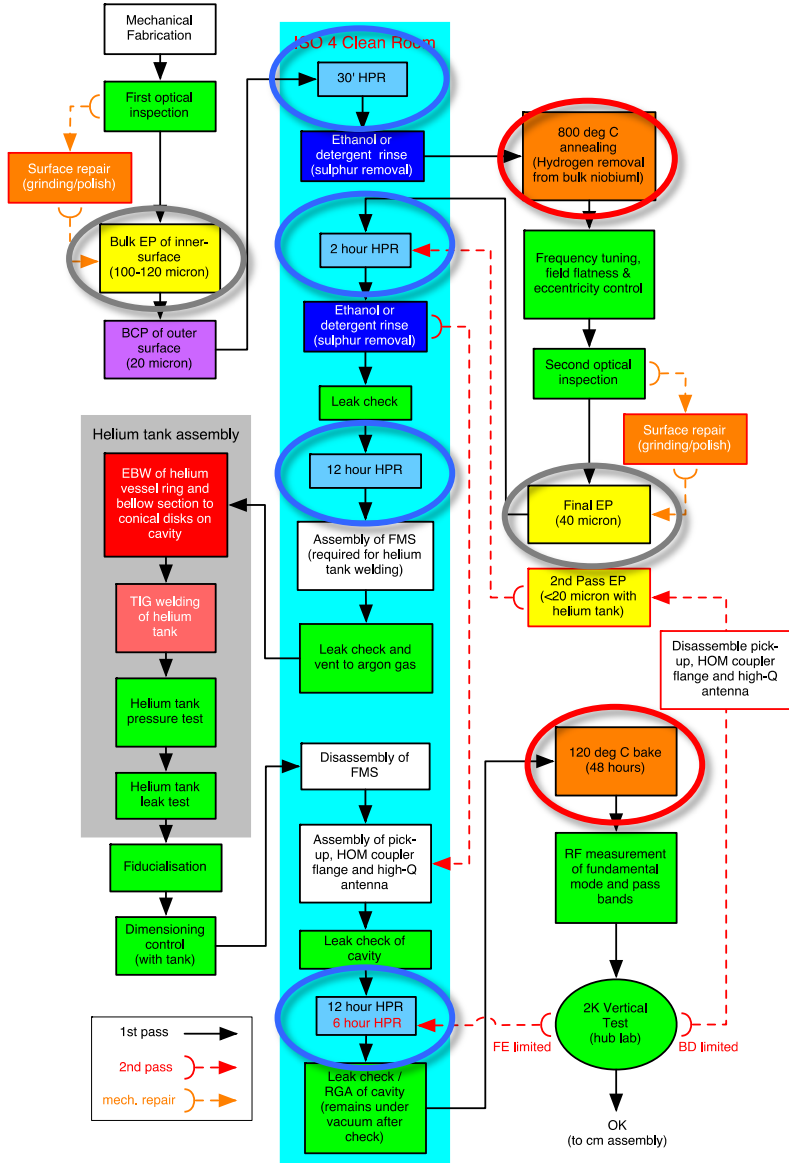 Mechanical
Fabrication
First optical
inspection
Surface repair
(grinding/polish)
Bulk EP of inner-
surface
(100-120 micron)
BCP of outer
surface
(20 micron)
ISO 4 Clean Room
30' HPR
Ethanol or
detergent rinse
(sulphur removal)
800 deg C
annealing
(Hydrogen removal
from bulk niobiuml)
Frequency tuning,
field flatness &
eccentricity control
Second optical
inspection
Surface repair
(grinding/polish)
Final EP
(40 micron)
2nd Pass EP
(<20 micron with
helium tank)
Disassemble pick-
up, HOM coupler
flange and high-Q
antenna
2 hour HPR
Ethanol or
detergent rinse
(sulphur removal)
Leak check
12 hour HPR
Assembly of FMS
(required for helium
tank welding)
Leak check and
vent to argon gas
Helium tank assembly
EBW of helium
vessel ring and
bellow section to
conical disks on
cavity
TIG welding
of helium
tank
Helium tank
pressure test
Helium tank
leak test
Fiducialisation
Dimensioning
control
(with tank)
Disassembly of
FMS
Assembly of pick-
up, HOM coupler
flange and high-Q
antenna
Leak check of
cavity
12 hour HPR
6 hour HPR
Leak check /
RGA of cavity
(remains under
vacuum after
check)
120 deg C bake
(48 hours)
RF measurement
of fundamental
mode and pass
bands
2K Vertical
Test
(hub lab)
FE limited
BD limited
OK
(to cm assembly)
1st pass
2nd pass
mech. repair